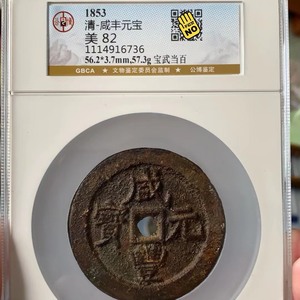 1853
清-咸丰元宝
美 82
1114916736
56.2*3.7mm,57.3g 宝武当百
GBCA ★ 文物鉴定委员会监制 ★ 公博鉴定
NO
咸
寶 元
豐